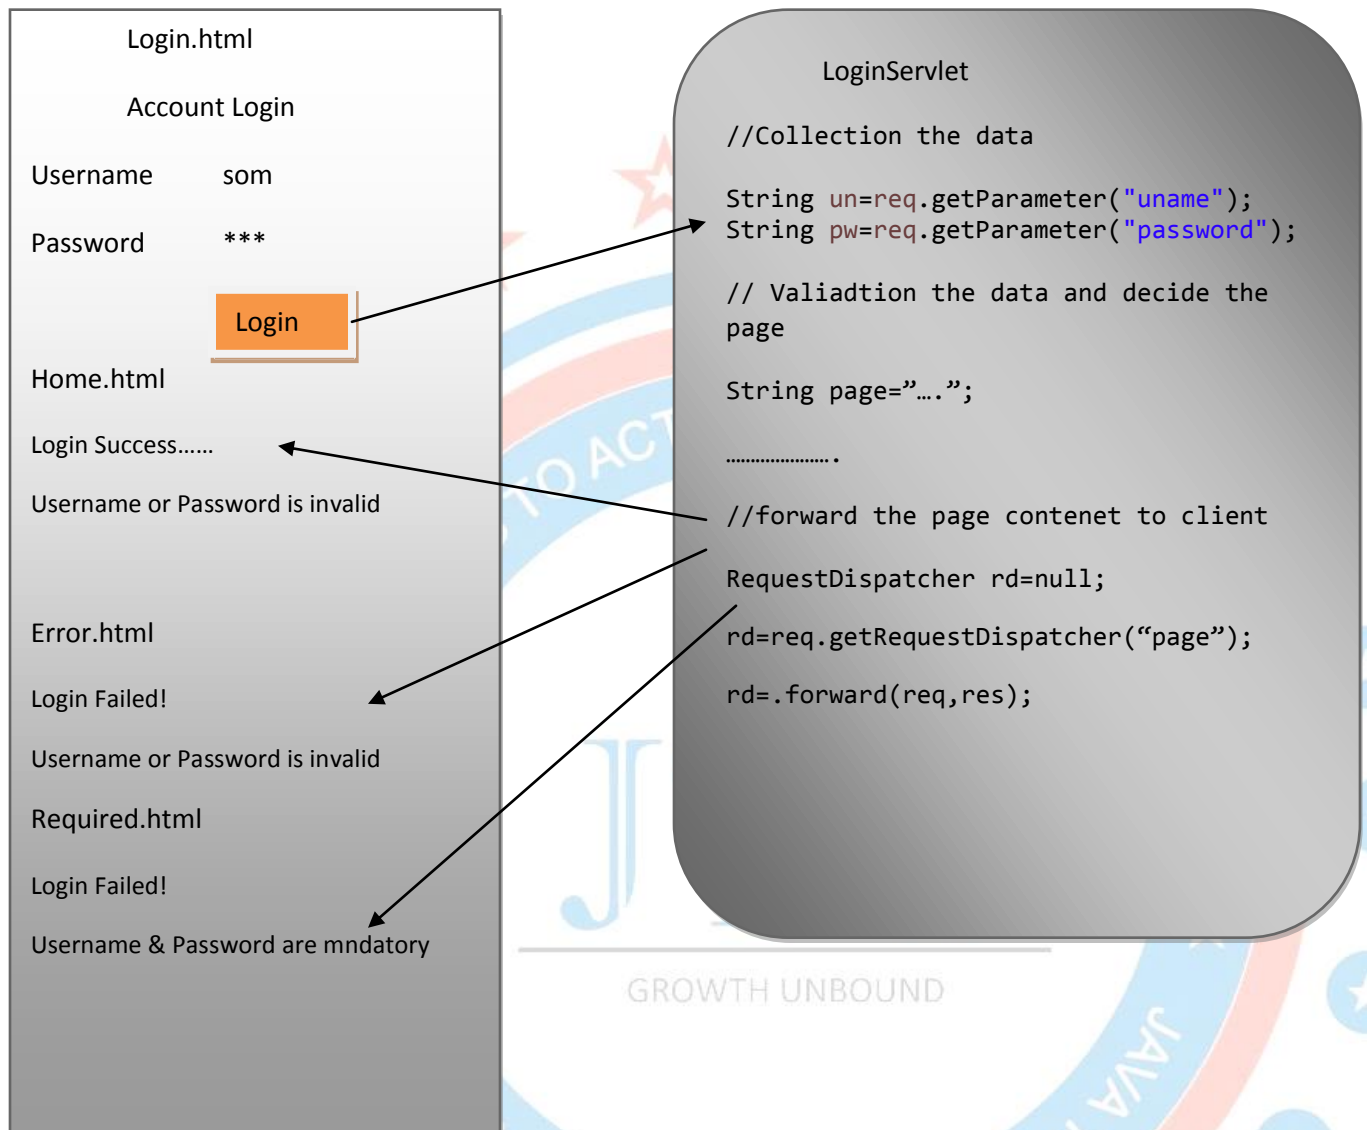 Login.html
Account Login
Username som
Password ***
Login
Home.html
Login Success......
Username or Password is invalid
Error.html
Login Failed!
Username or Password is invalid
Required.html
Login Failed!
Username & Password are mndatory
LoginServlet
//Collection the data
String un=req.getParameter("uname");
String pw=req.getParameter("password");
// Valiadtion the data and decide the
page
String page=”….”;
………………….
//forward the page contenet to client
RequestDispatcher rd=null;
rd=req.getRequestDispatcher(“page”);
rd=.forward(req,res);
TO ACT
J
GROWTH UNBOUND
JAVA